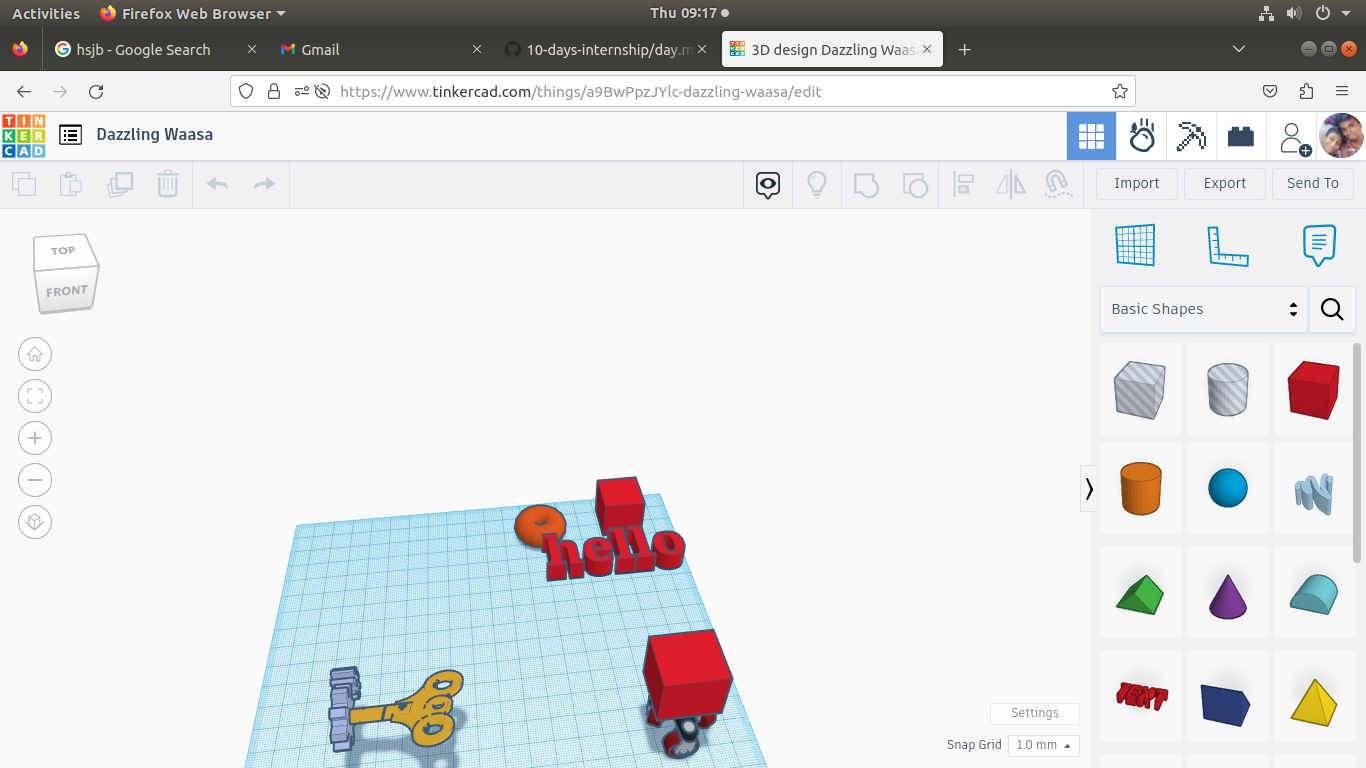 Activities Firefox Web Browser Thu 09:17
hsjb - Google Search Gmail 10-days-internship/day.m 3D design Dazzling Waasa
https://www.tinkercad.com/things/a9BwPpzJYlc-dazzling-waasa/edit
TIN
KER
CAD
Dazzling Waasa
Import Export Send To
TOP
FRONT
Basic Shapes
hello
TEXT
Settings
Snap Grid 1.0 mm